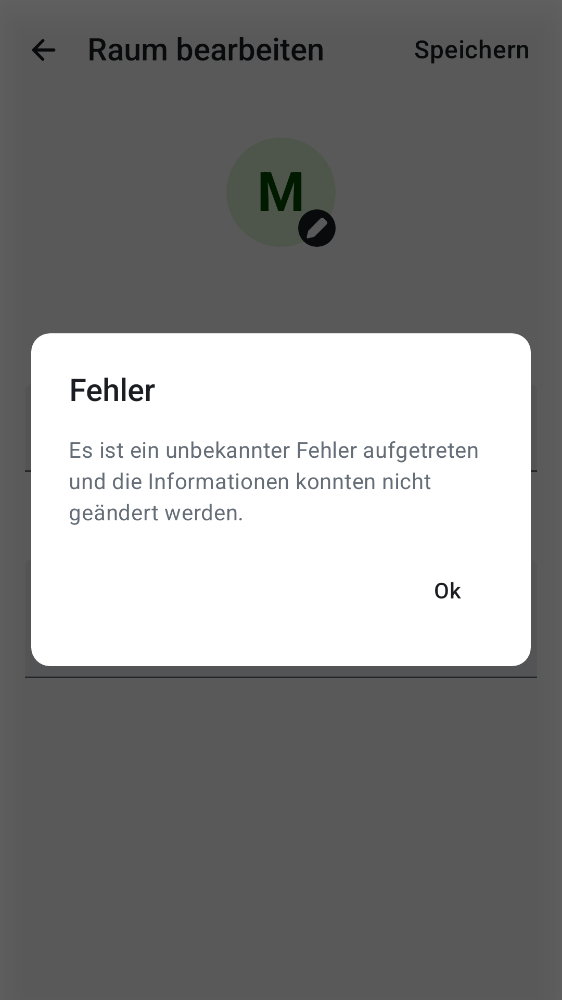 Raum bearbeiten
Speichern
M
Fehler
Es ist ein unbekannter Fehler aufgetreten
und die Informationen konnten nicht
geändert werden.
Ok